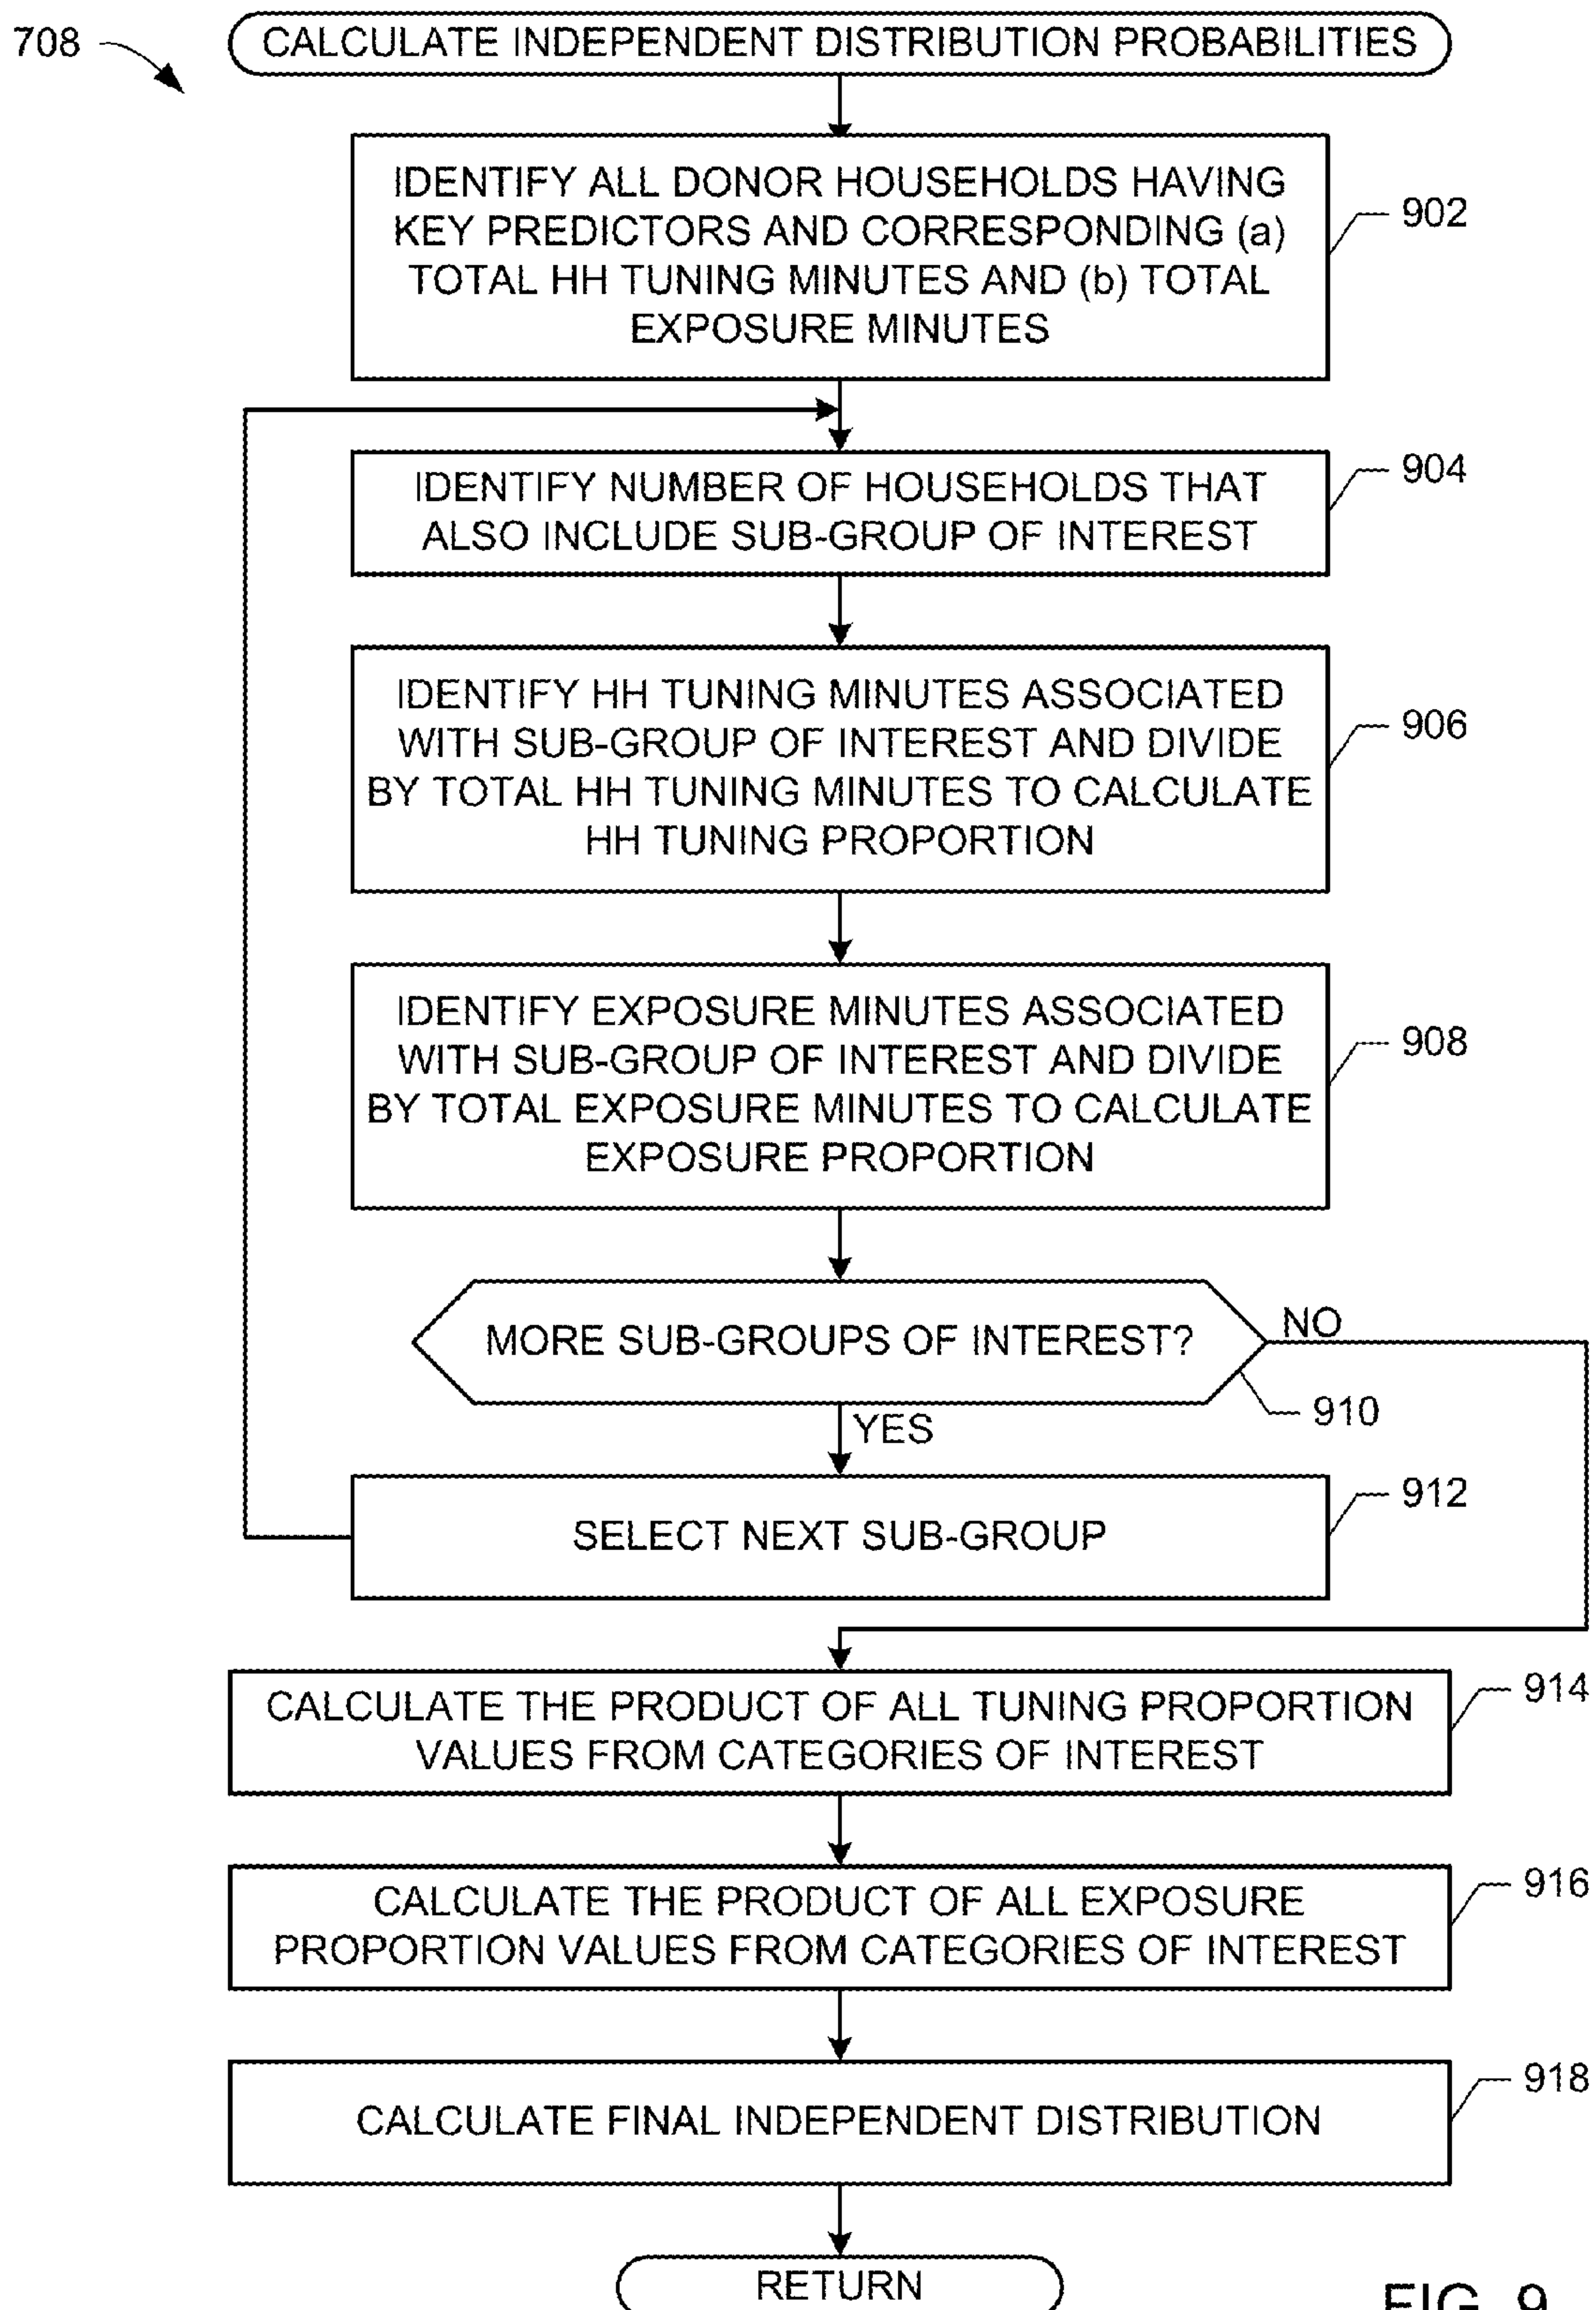 708
CALCULATE INDEPENDENT DISTRIBUTION PROBABILITIES
IDENTIFY ALL DONOR HOUSEHOLDS HAVING
KEY PREDICTORS AND CORRESPONDING (a)
TOTAL HH TUNING MINUTES AND (b) TOTAL
EXPOSURE MINUTES
902
IDENTIFY NUMBER OF HOUSEHOLDS THAT
ALSO INCLUDE SUB-GROUP OF INTEREST
904
IDENTIFY HH TUNING MINUTES ASSOCIATED
WITH SUB-GROUP OF INTEREST AND DIVIDE
BY TOTAL HH TUNING MINUTES TO CALCULATE
HH TUNING PROPORTION
906
IDENTIFY EXPOSURE MINUTES ASSOCIATED
WITH SUB-GROUP OF INTEREST AND DIVIDE
BY TOTAL EXPOSURE MINUTES TO CALCULATE
EXPOSURE PROPORTION
908
MORE SUB-GROUPS OF INTEREST?
NO
910
YES
SELECT NEXT SUB-GROUP
912
CALCULATE THE PRODUCT OF ALL TUNING PROPORTION
VALUES FROM CATEGORIES OF INTEREST
914
CALCULATE THE PRODUCT OF ALL EXPOSURE
PROPORTION VALUES FROM CATEGORIES OF INTEREST
916
CALCULATE FINAL INDEPENDENT DISTRIBUTION
918
RETURN
FIG. 9